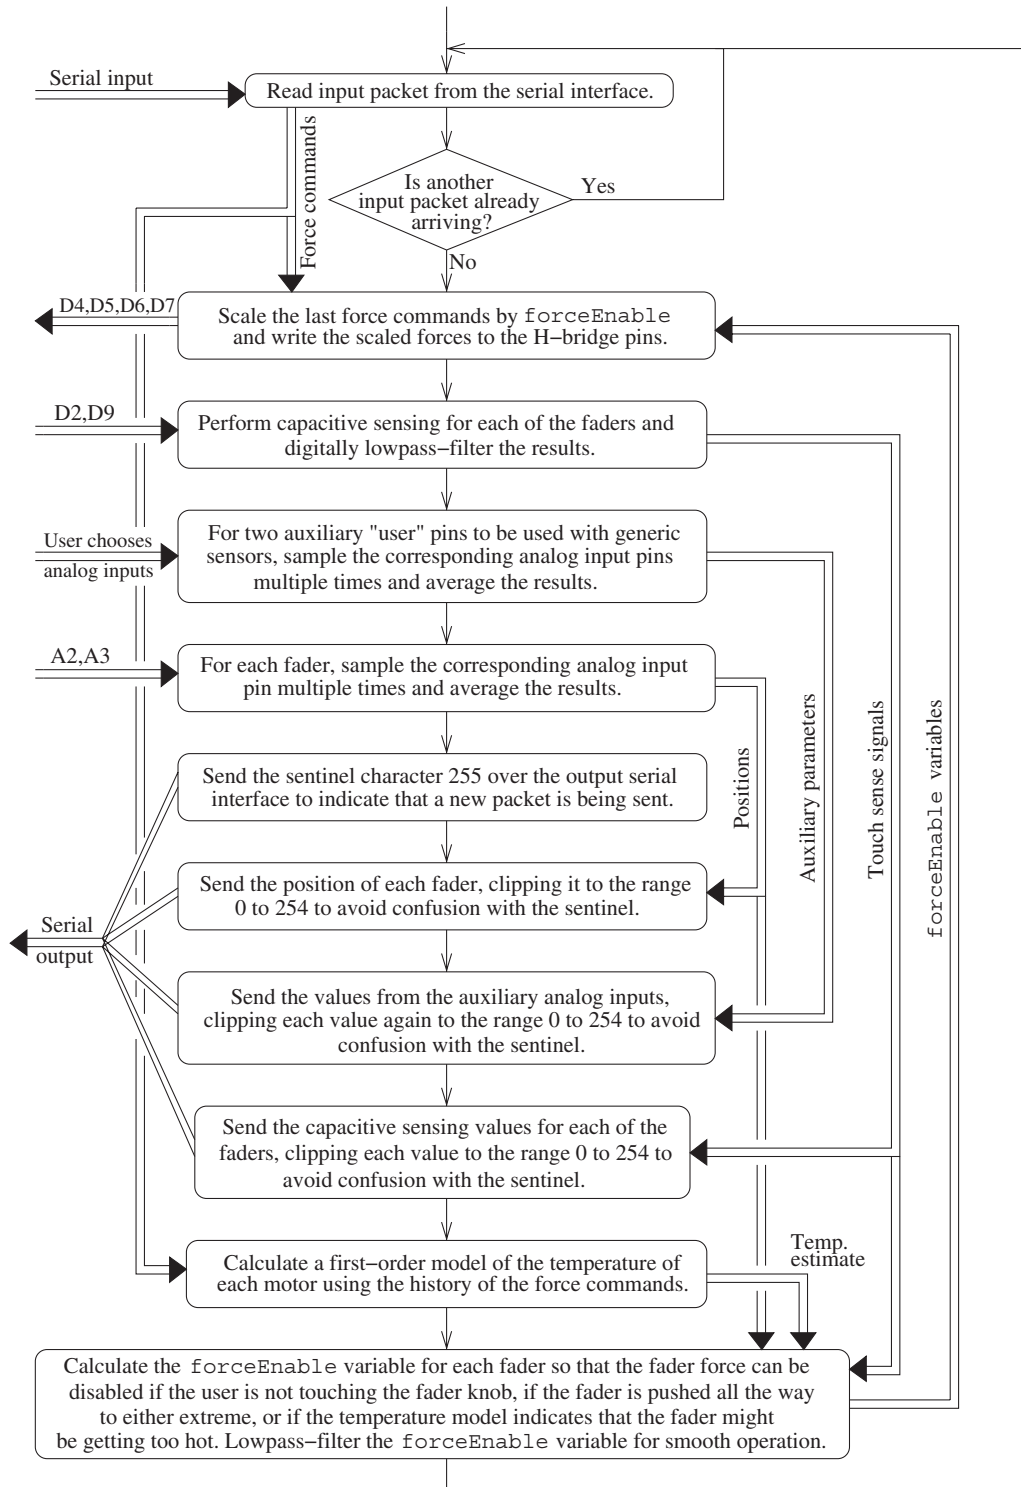 Serial input
Read input packet from the serial interface.
Force commands
Is another
input packet already
arriving?
Yes
No
D4,D5,D6,D7
Scale the last force commands by forceEnable
and write the scaled forces to the H−bridge pins.
D2,D9
Perform capacitive sensing for each of the faders and
digitally lowpass−filter the results.
User chooses
analog inputs
For two auxiliary "user" pins to be used with generic
sensors, sample the corresponding analog input pins
multiple times and average the results.
A2,A3
For each fader, sample the corresponding analog input
pin multiple times and average the results.
Positions
Auxiliary parameters
Touch sense signals
forceEnable variables
Send the sentinel character 255 over the output serial
interface to indicate that a new packet is being sent.
Send the position of each fader, clipping it to the range
0 to 254 to avoid confusion with the sentinel.
Serial
output
Send the values from the auxiliary analog inputs,
clipping each value again to the range 0 to 254 to avoid
confusion with the sentinel.
Send the capacitive sensing values for each of the
faders, clipping each value to the range 0 to 254 to
avoid confusion with the sentinel.
Temp.
estimate
Calculate a first−order model of the temperature of
each motor using the history of the force commands.
Calculate the forceEnable variable for each fader so that the fader force can be
disabled if the user is not touching the fader knob, if the fader is pushed all the way
to either extreme, or if the temperature model indicates that the fader might
be getting too hot. Lowpass−filter the forceEnable variable for smooth operation.